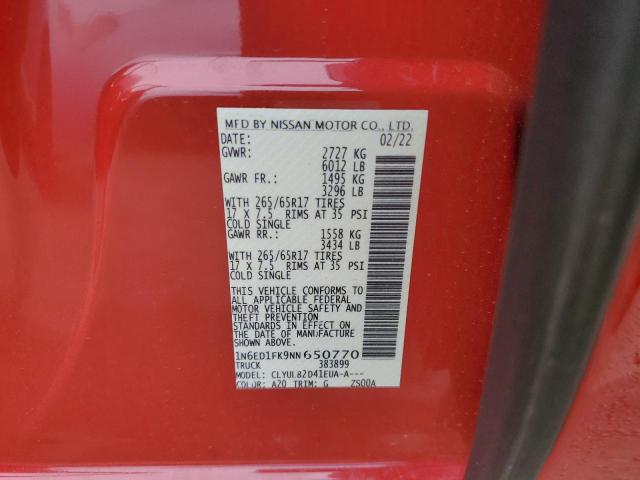 MFD BY NISSAN MOTOR CO., LTD.
DATE: 02/22
GVWR: 2727 KG
6012 LB
GAWR FR.: 1495 KG
3296 LB
WITH 265/65R17 TIRES
17 X 7.5 RIMS AT 35 PSI
COLD SINGLE
GAWR RR.: 1558 KG
3434 LB
WITH 265/65R17 TIRES
17 X 7.5 RIMS AT 35 PSI
COLD SINGLE
THIS VEHICLE CONFORMS TO
ALL APPLICABLE FEDERAL
MOTOR VEHICLE SAFETY AND
THEFT PREVENTION
STANDARDS IN EFFECT ON
THE DATE OF MANUFACTURE
SHOWN ABOVE.
1N6ED1FK9NN650770
TRUCK 383899
MODEL: CLYUL82D41EUA-A---
COLOR: A20 TRIM: G ZS00A